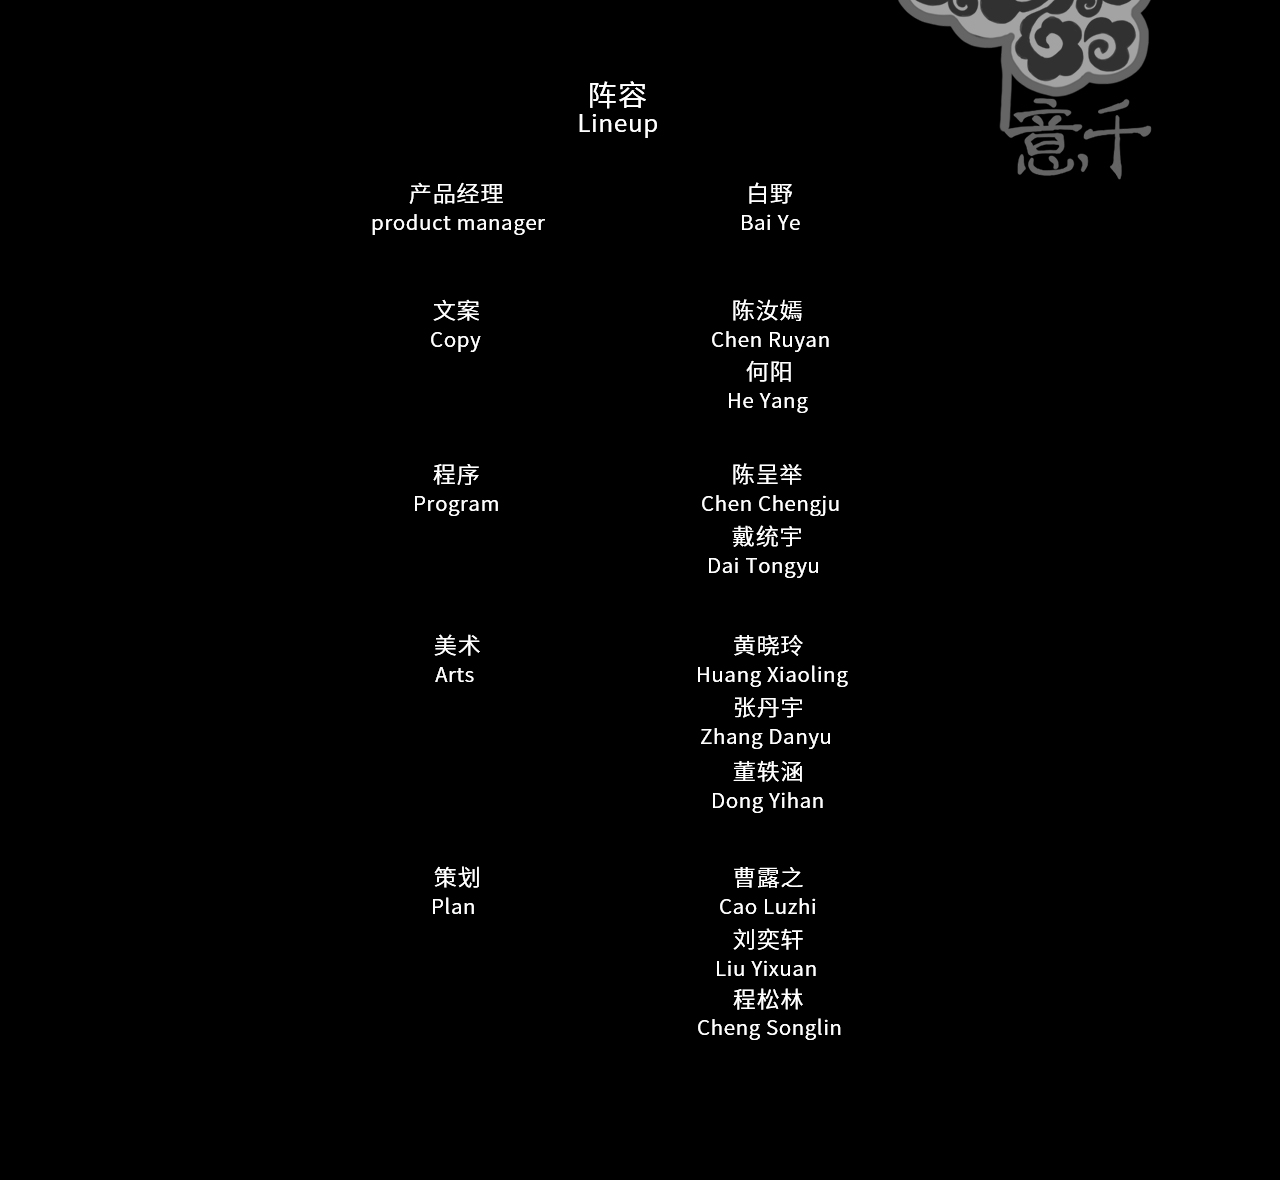 阵容
Lineup
意千
产品经理
product manager
白野
Bai Ye
文案
Copy
陈汝嫣
Chen Ruyan
何阳
He Yang
程序
Program
陈呈举
Chen Chengju
戴统宇
Dai Tongyu
美术
Arts
黄晓玲
Huang Xiaoling
张丹宇
Zhang Danyu
董轶涵
Dong Yihan
策划
Plan
曹露之
Cao Luzhi
刘奕轩
Liu Yixuan
程松林
Cheng Songlin